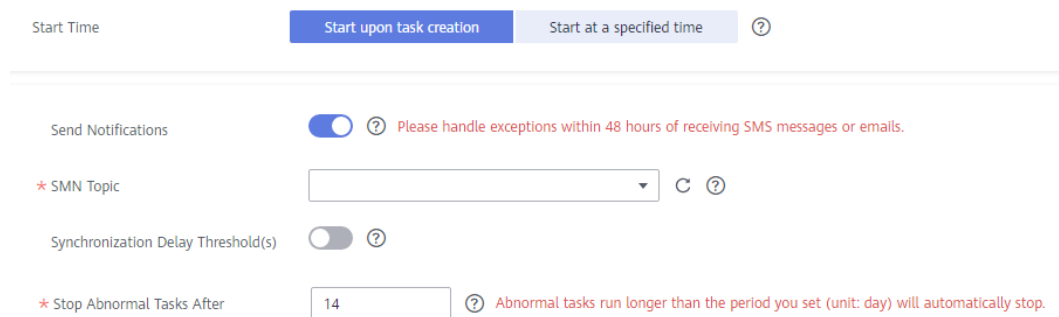 Start Time Start upon task creation Start at a specified time ?
Send Notifications ? Please handle exceptions within 48 hours of receiving SMS messages or emails.
* SMN Topic ?
Synchronization Delay Threshold(s) ?
* Stop Abnormal Tasks After 14 ? Abnormal tasks run longer than the period you set (unit: day) will automatically stop.